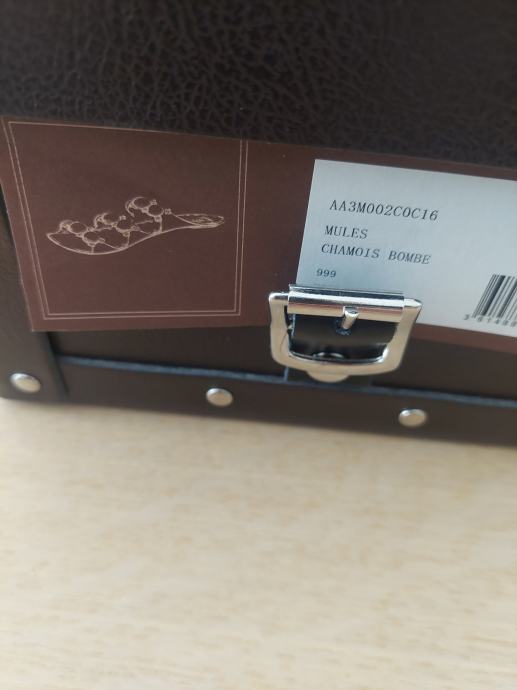 AA3M002C0C16
MULES
CHAMOIS BOMBE
999